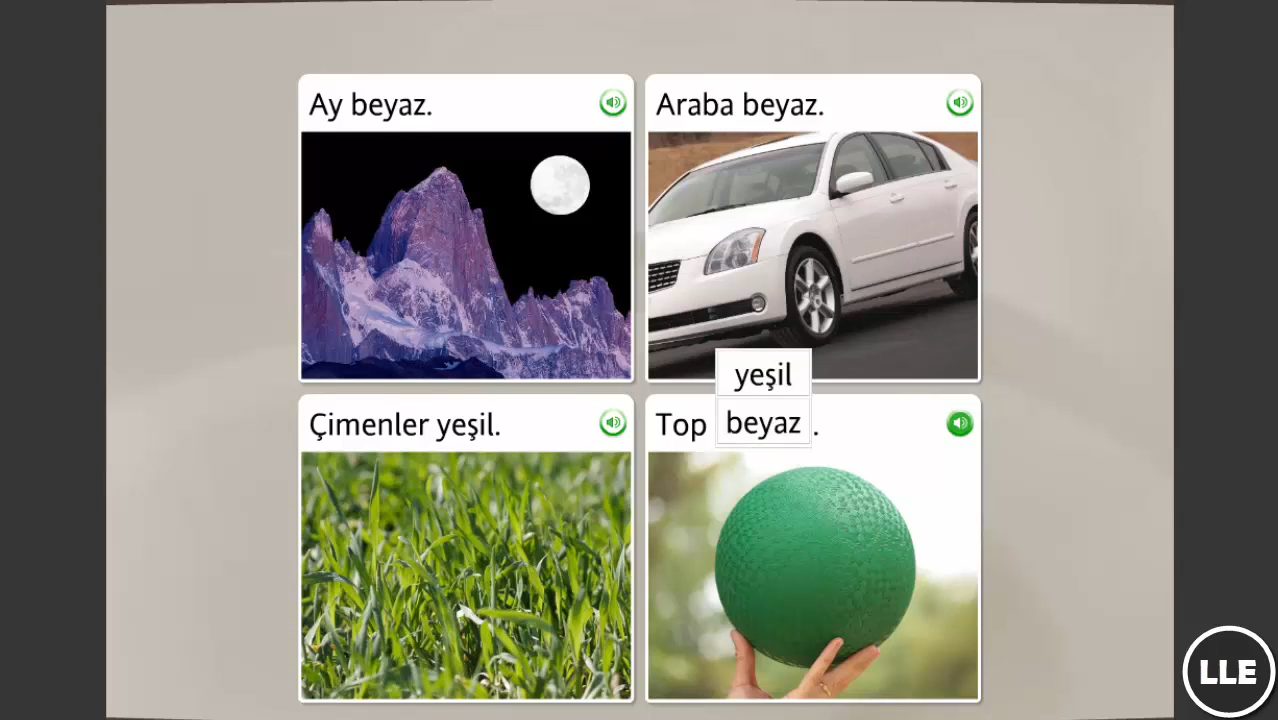 Ay beyaz.
Araba beyaz.
Çimenler yeşil.
yeşil
Top beyaz .
LLE